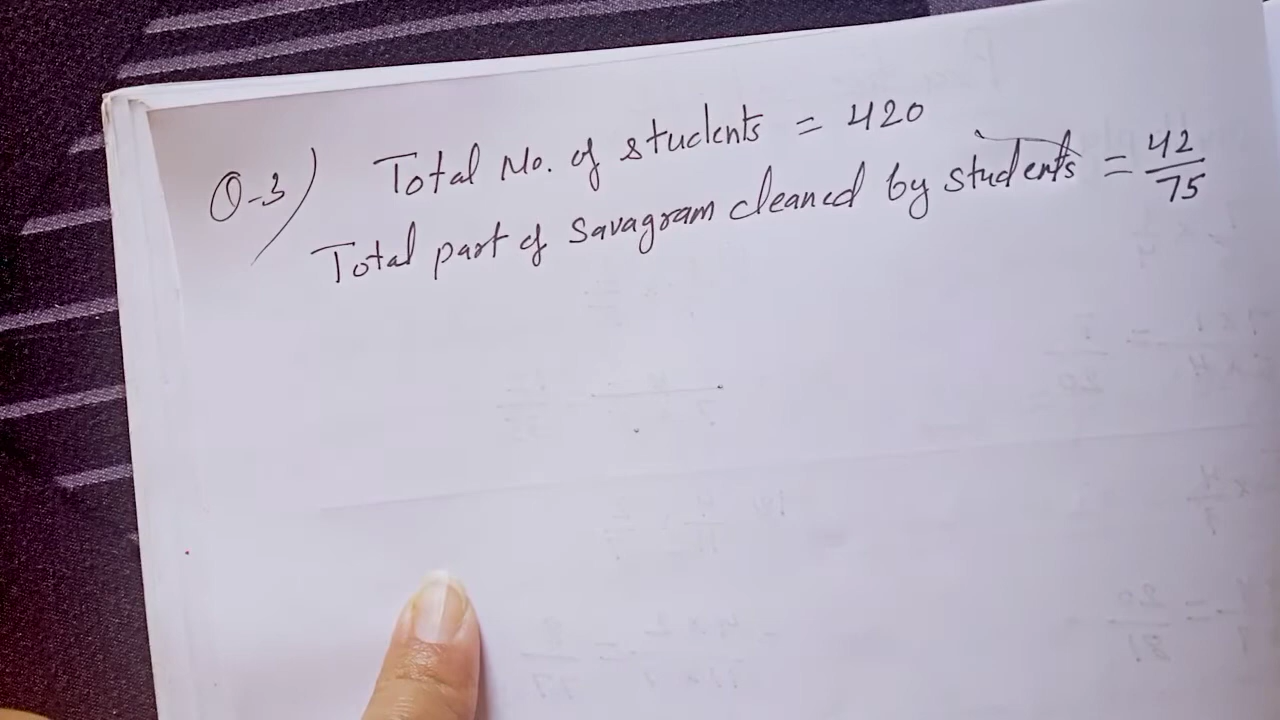 Q-3) Total No. of students = 420
Total part of Savagram cleaned by students = 42/75